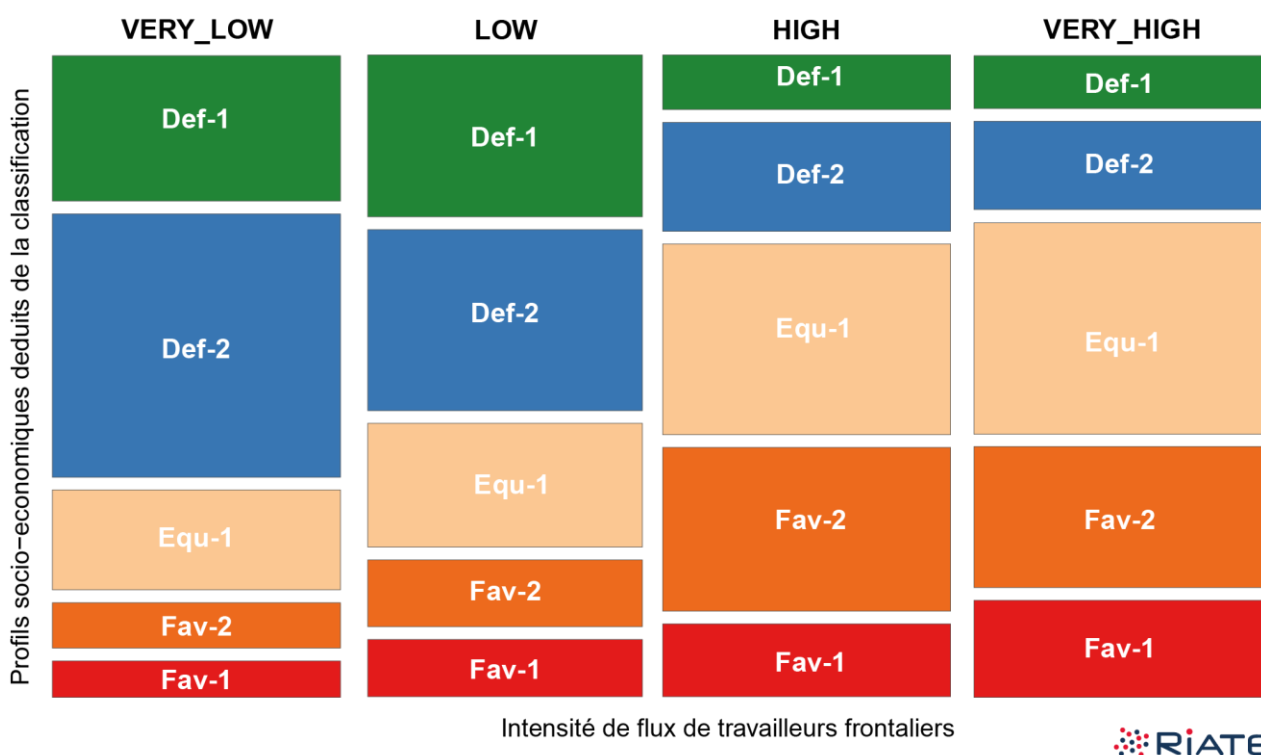 VERY_LOW LOW HIGH VERY_HIGH
Profils socio−economiques deduits de la classification
Def-1 Def-1 Def-1 Def-1
Def-2 Def-2 Def-2 Def-2
Equ-1 Equ-1 Equ-1 Equ-1
Fav-2 Fav-2 Fav-2 Fav-2
Fav-1 Fav-1 Fav-1 Fav-1
Intensité de flux de travailleurs frontaliers
RiATE